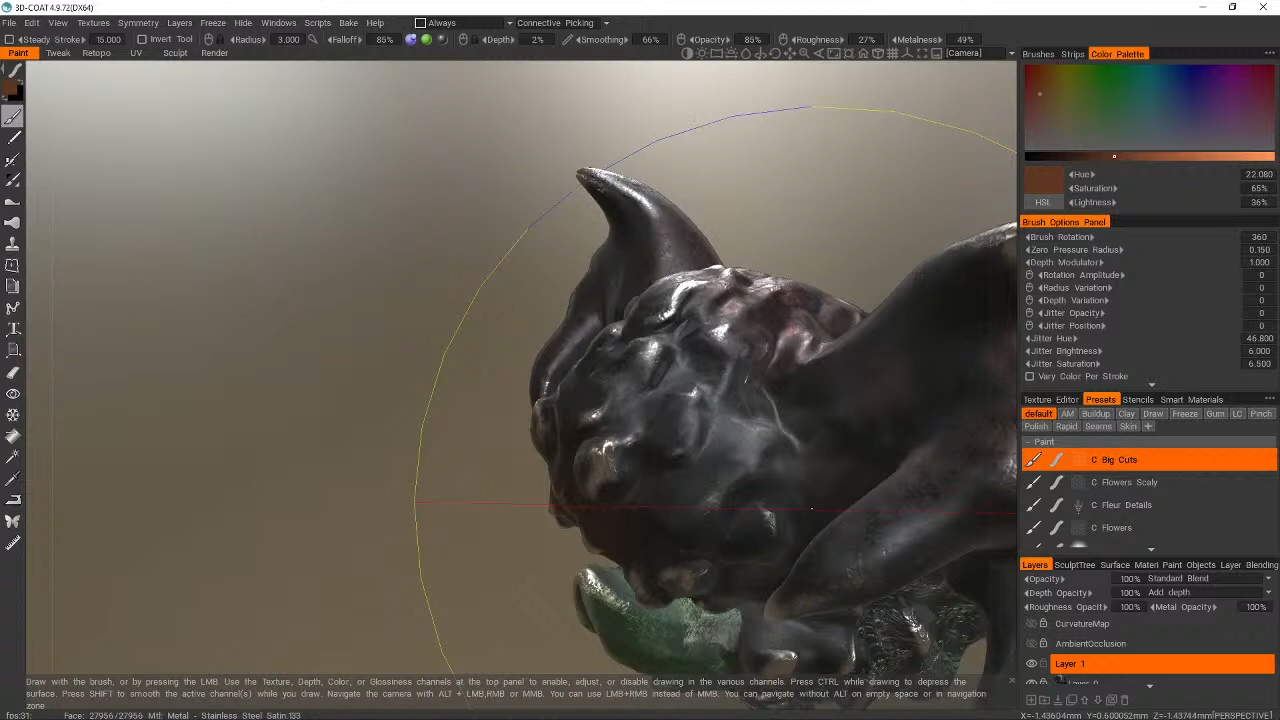 3D-COAT 4.9.72(DX64)
File Edit View Textures Symmetry Layers Freeze Hide Windows Scripts Bake Help Always Connective Picking
Steady Stroke 15.000 Invert Tool Radius 3.000 Falloff 85% Depth 2% Smoothing 66% Opacity 85% Roughness 27% Metalness 49%
Paint Tweak Retopo UV Sculpt Render [Camera]
Brushes Strips Color Palette
Hue 22.080
Saturation 65%
HSL Lightness 36%
Brush Options Panel
Brush Rotation 360
Zero Pressure Radius 0.150
Depth Modulator 1.000
Rotation Amplitude 0
Radius Variation 0
Depth Variation 0
Jitter Opacity 0
Jitter Position 0
Jitter Hue 46.800
Jitter Brightness 6.000
Jitter Saturation 6.500
Vary Color Per Stroke
Texture Editor Presets Stencils Smart Materials
default AM Buildup Clay Draw Freeze Gum LC Pinch
Polish Rapid Seams Skin +
- Paint
C Big Cuts
C Flowers Scaly
C Fleur Details
C Flowers
Layers SculptTree Surface Materi Paint Objects Layer Blending
Opacity 100% Standard Blend
Depth Opacity 100% Add depth
Roughness Opacit 100% Metal Opacity 100%
CurvatureMap
AmbientOcclusion
Layer 1
Draw with the brush, or by pressing the LMB. Use the Texture, Depth, Color, or Glossiness channels at the top panel to enable, adjust, or disable drawing in the various channels. Press CTRL while drawing to depress the
surface. Press SHIFT to smooth the active channel(s) while you draw. Navigate the camera with ALT + LMB,RMB or MMB. You can use LMB+RMB instead of MMB. You can navigate without ALT on empty space or in navigation
zone
fps:31; Face: 27956/27956 Mtl: Metal - Stainless Steel Satin.133 X=-1.43604mm Y=0.600052mm Z=-1.43744mm[PERSPECTIVE]